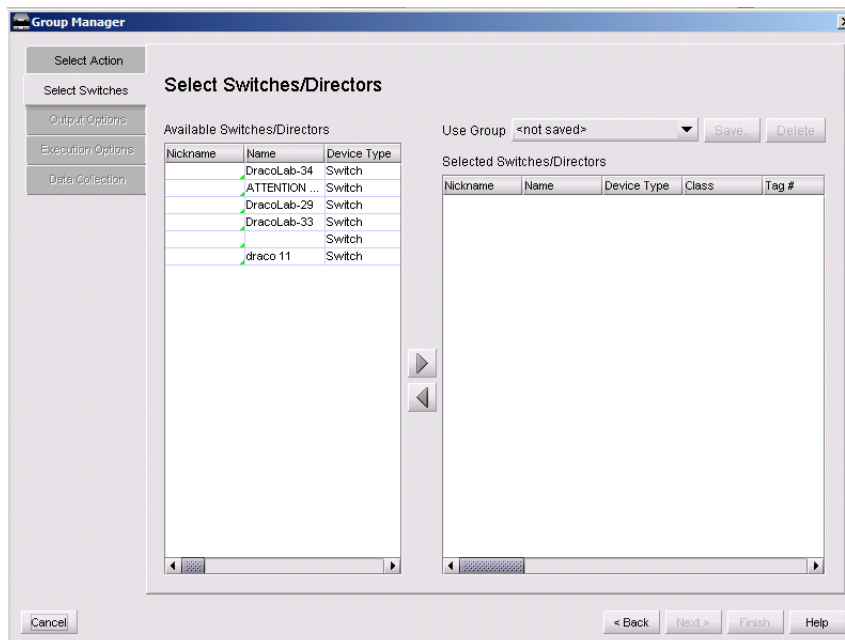 Group Manager
Select Action
Select Switches
Output Options
Execution Options
Data Collection
Select Switches/Directors
Available Switches/Directors
Nickname Name Device Type
DracoLab-34 Switch
ATTENTION ... Switch
DracoLab-29 Switch
DracoLab-33 Switch
Switch
draco 11 Switch
Use Group <not saved> Save... Delete
Selected Switches/Directors
Nickname Name Device Type Class Tag #
Cancel < Back Next > Finish Help